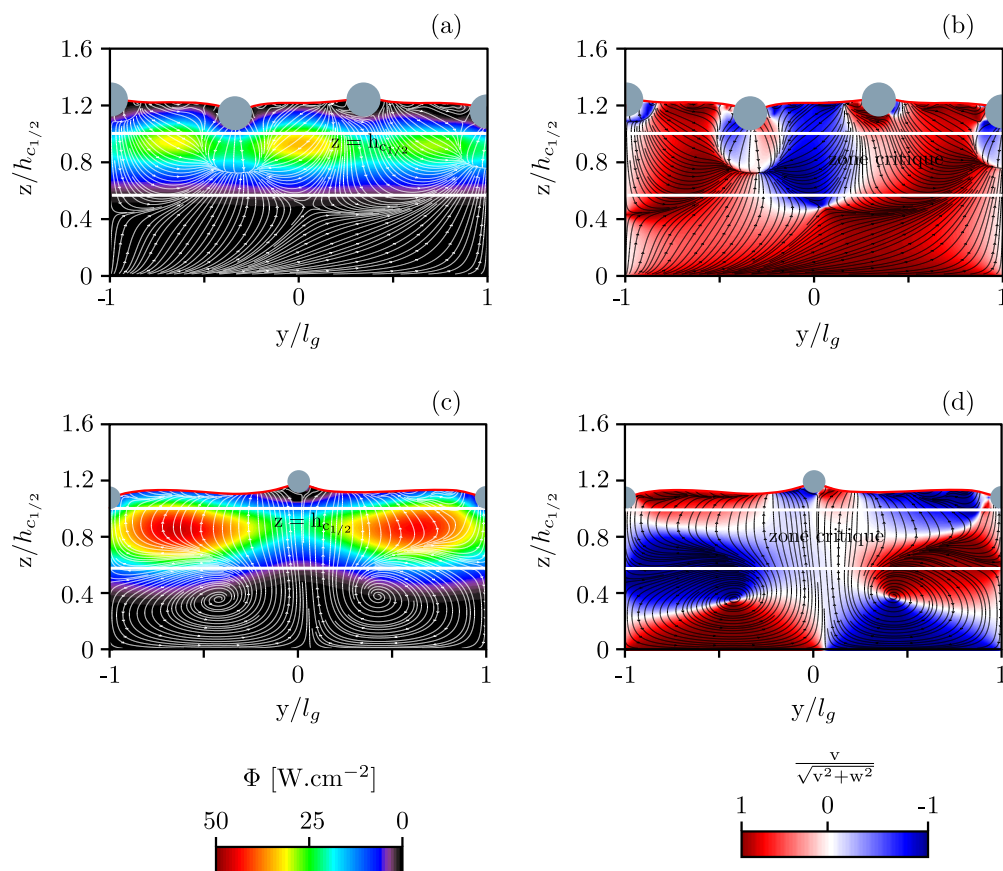 (a)
(b)
1.6
1.2
0.8
0.4
0
z/h_{c_{1/2}}
z = h_{c_{1/2}}
-1
0
1
y/l_g
1.6
1.2
0.8
0.4
0
z/h_{c_{1/2}}
zone critique
-1
0
1
y/l_g
(c)
(d)
1.6
1.2
0.8
0.4
0
z/h_{c_{1/2}}
z = h_{c_{1/2}}
-1
0
1
y/l_g
1.6
1.2
0.8
0.4
0
z/h_{c_{1/2}}
zone critique
-1
0
1
y/l_g
Φ [W.cm⁻²]
50 25 0
v/√(v²+w²)
1 0 -1